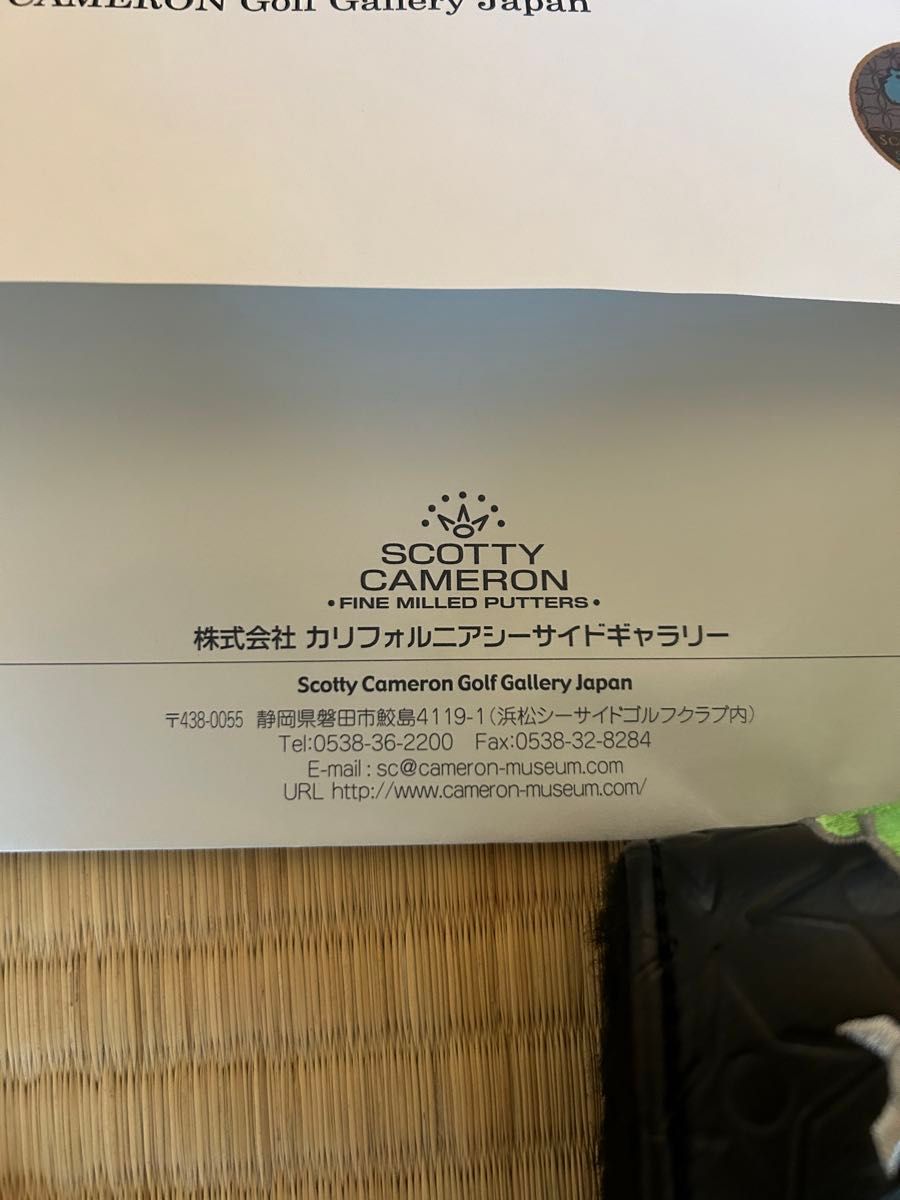 CAMERON Golf Gallery Japan
SCOTTY
CAMERON
•FINE MILLED PUTTERS•
株式会社 カリフォルニアシーサイドギャラリー
Scotty Cameron Golf Gallery Japan
〒438-0055 静岡県磐田市鮫島4119-1(浜松シーサイドゴルフクラブ内)
Tel:0538-36-2200 Fax:0538-32-8284
E-mail : sc@cameron-museum.com
URL http://www.cameron-museum.com/